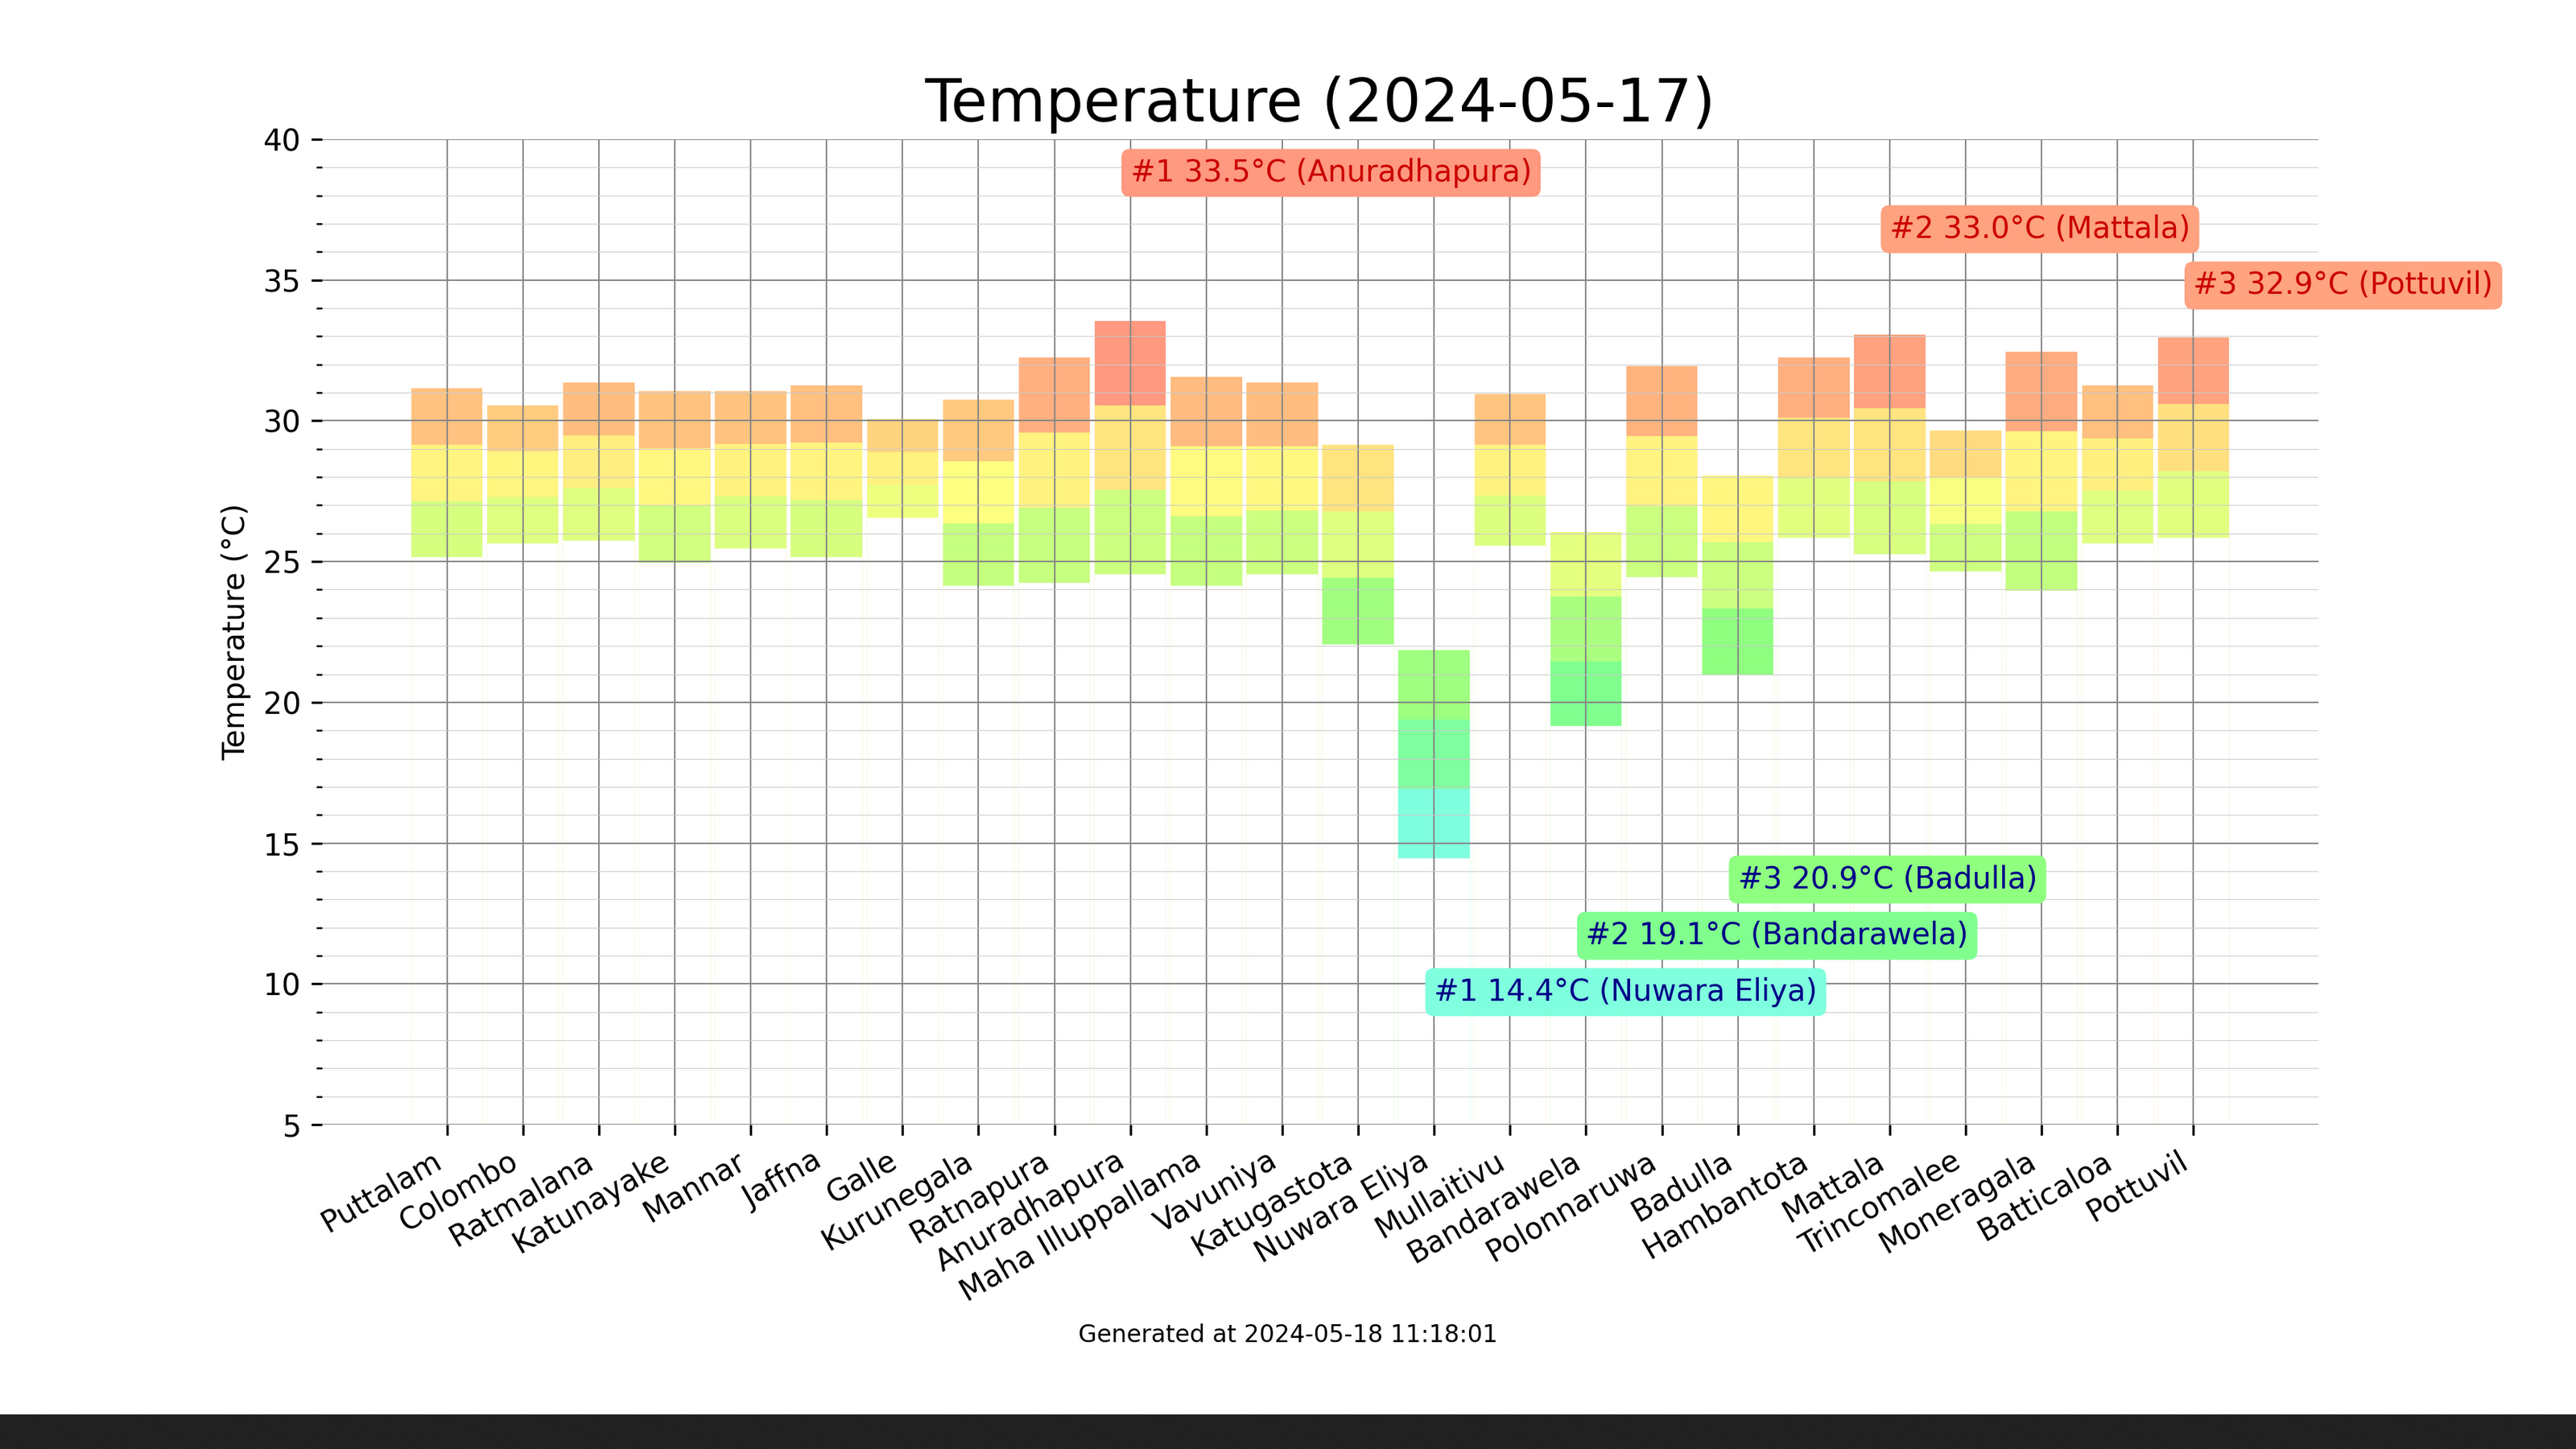 Temperature (2024-05-17)
40
35
30
25
20
15
10
5
Temperature (°C)
#1 33.5°C (Anuradhapura)
#2 33.0°C (Mattala)
#3 32.9°C (Pottuvil)
#3 20.9°C (Badulla)
#2 19.1°C (Bandarawela)
#1 14.4°C (Nuwara Eliya)
Puttalam
Colombo
Ratmalana
Katunayake
Mannar
Jaffna
Galle
Kurunegala
Ratnapura
Anuradhapura
Maha Illuppallama
Vavuniya
Katugastota
Nuwara Eliya
Mullaitivu
Bandarawela
Polonnaruwa
Badulla
Hambantota
Mattala
Trincomalee
Moneragala
Batticaloa
Pottuvil
Generated at 2024-05-18 11:18:01